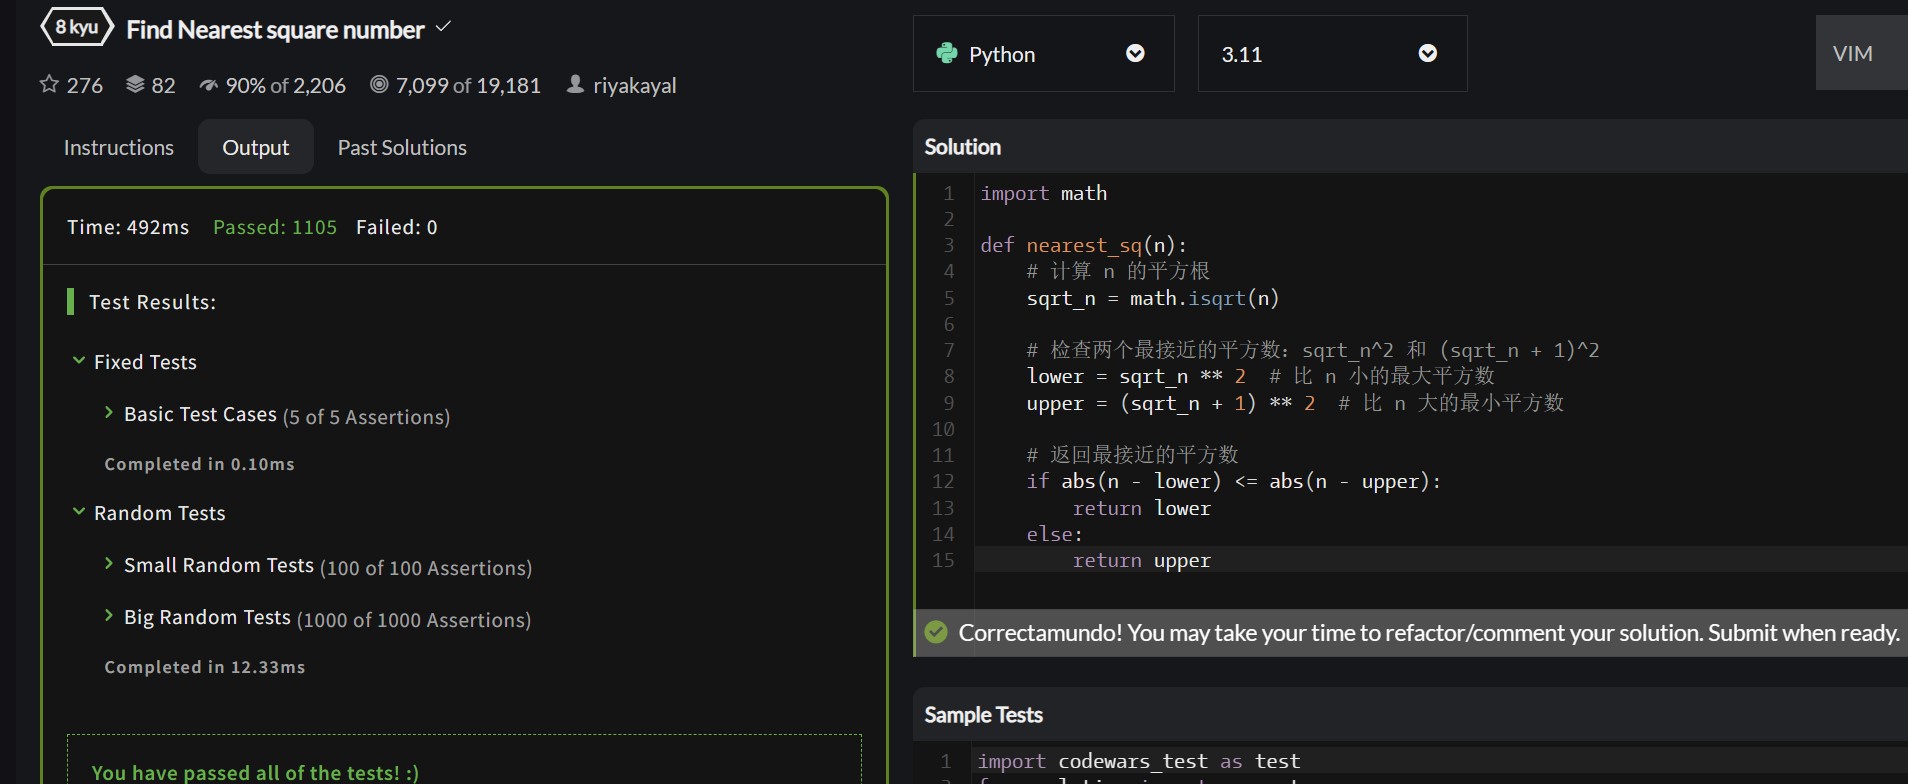 8 kyu
Find Nearest square number
276 82 90% of 2,206 7,099 of 19,181 riyakayal
Instructions Output Past Solutions
Time: 492ms Passed: 1105 Failed: 0
Test Results:
Fixed Tests
Basic Test Cases (5 of 5 Assertions)
Completed in 0.10ms
Random Tests
Small Random Tests (100 of 100 Assertions)
Big Random Tests (1000 of 1000 Assertions)
Completed in 12.33ms
You have passed all of the tests! :)
Python 3.11 VIM
Solution
1 import math
2
3 def nearest_sq(n):
4     # 计算 n 的平方根
5     sqrt_n = math.isqrt(n)
6
7     # 检查两个最接近的平方数: sqrt_n^2 和 (sqrt_n + 1)^2
8     lower = sqrt_n ** 2  # 比 n 小的最大平方数
9     upper = (sqrt_n + 1) ** 2  # 比 n 大的最小平方数
10
11     # 返回最接近的平方数
12     if abs(n - lower) <= abs(n - upper):
13         return lower
14     else:
15         return upper
Correctamundo! You may take your time to refactor/comment your solution. Submit when ready.
Sample Tests
1 import codewars_test as test